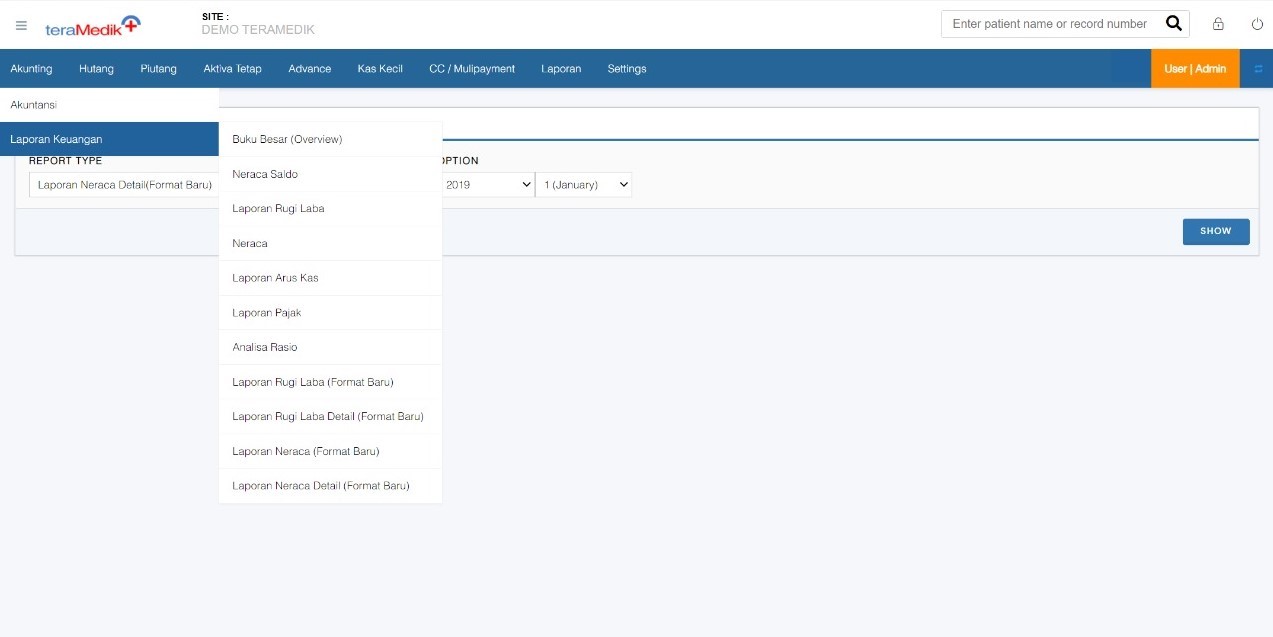 teraMedik
SITE :
DEMO TERAMEDIK
Enter patient name or record number
Akunting Hutang Piutang Aktiva Tetap Advance Kas Kecil CC / Mulipayment Laporan Settings User | Admin
Akuntansi
Laporan Keuangan
Buku Besar (Overview)
REPORT TYPE
Laporan Neraca Detail(Format Baru)
2019
1 (January)
SHOW
Neraca Saldo
Laporan Rugi Laba
Neraca
Laporan Arus Kas
Laporan Pajak
Analisa Rasio
Laporan Rugi Laba (Format Baru)
Laporan Rugi Laba Detail (Format Baru)
Laporan Neraca (Format Baru)
Laporan Neraca Detail (Format Baru)